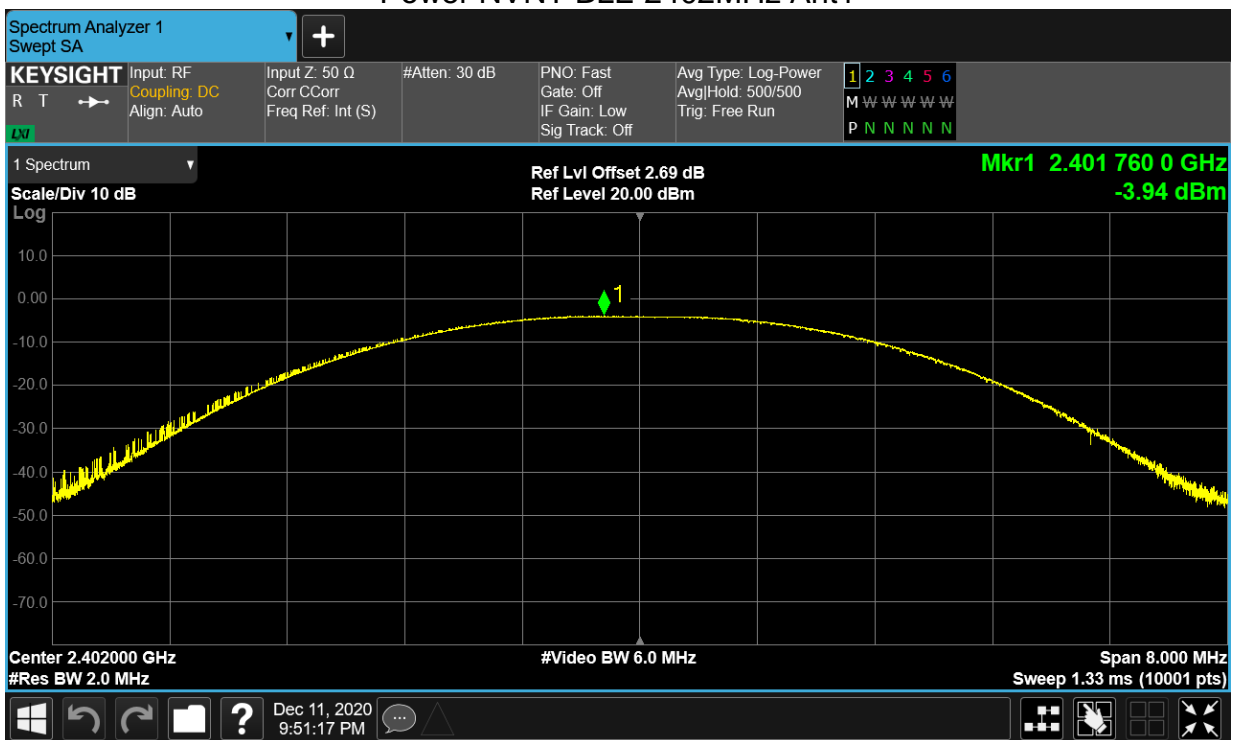 Power NVNT BLE 2402MHz Ant1
Spectrum Analyzer 1
Swept SA
KEYSIGHT
R T
LXI
Input: RF
Coupling: DC
Align: Auto
Input Z: 50 Ω
Corr CCorr
Freq Ref: Int (S)
#Atten: 30 dB
PNO: Fast
Gate: Off
IF Gain: Low
Sig Track: Off
Avg Type: Log-Power
Avg|Hold: 500/500
Trig: Free Run
1 2 3 4 5 6
M W W W W W
P N N N N N
1 Spectrum
Scale/Div 10 dB
Log
Ref Lvl Offset 2.69 dB
Ref Level 20.00 dBm
Mkr1 2.401 760 0 GHz
-3.94 dBm
10.0
0.00
-10.0
-20.0
-30.0
-40.0
-50.0
-60.0
-70.0
1
Center 2.402000 GHz
#Res BW 2.0 MHz
#Video BW 6.0 MHz
Span 8.000 MHz
Sweep 1.33 ms (10001 pts)
?
Dec 11, 2020
9:51:17 PM